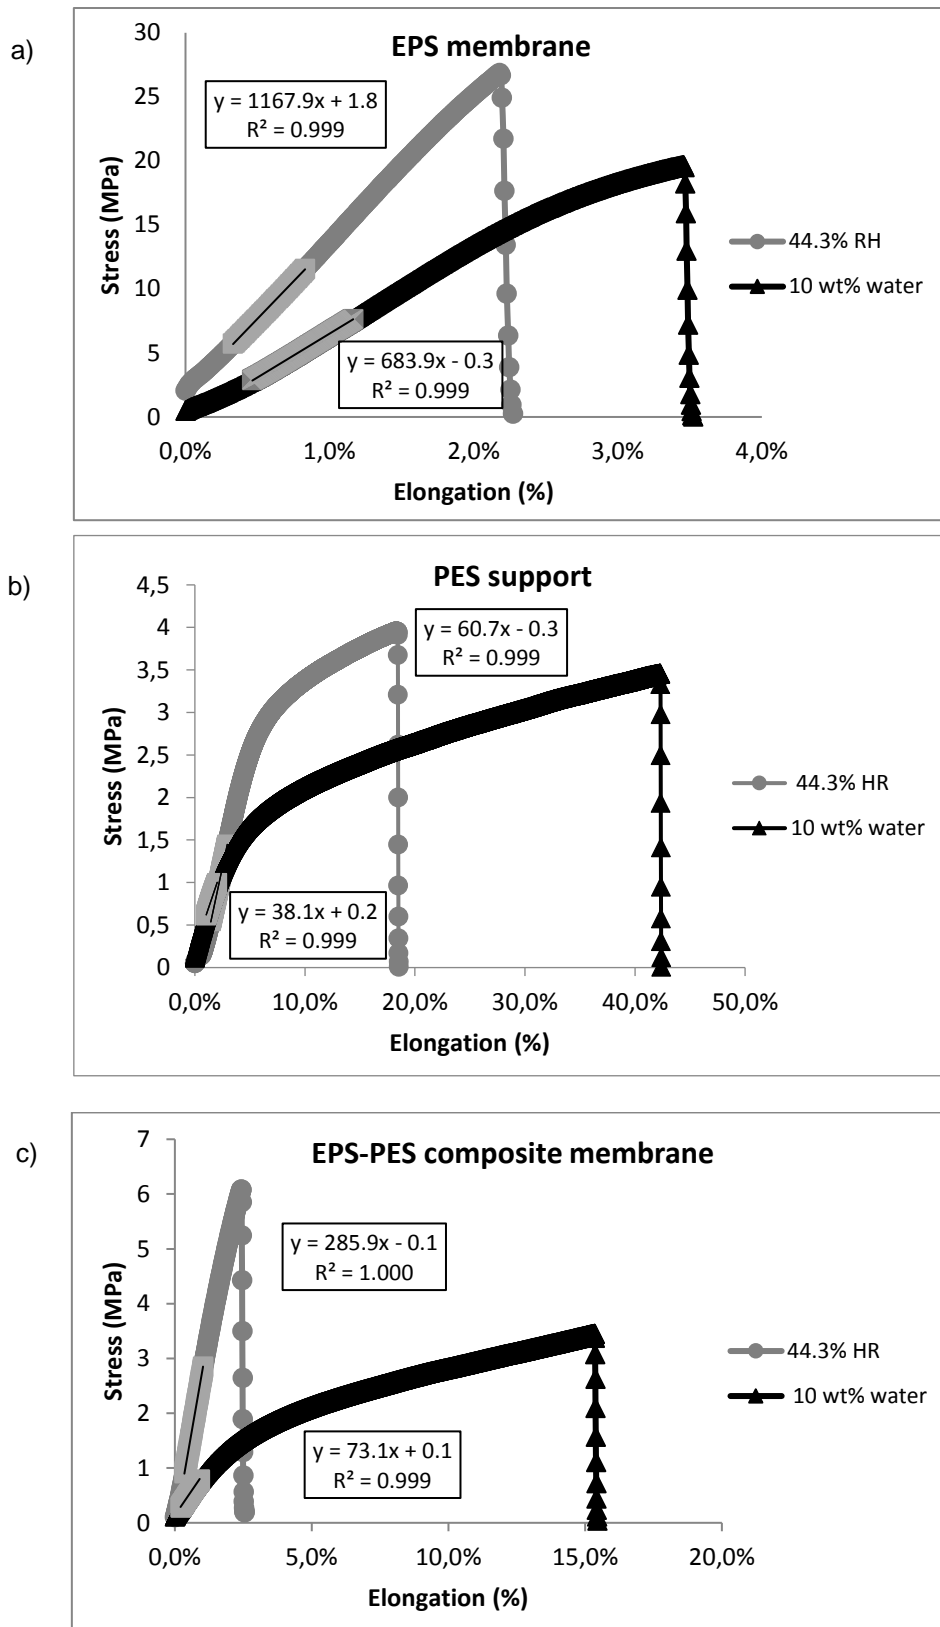 a)
EPS membrane
30
25
20
15
10
5
0
Stress (MPa)
y = 1167.9x + 1.8
R² = 0.999
y = 683.9x - 0.3
R² = 0.999
44.3% RH
10 wt% water
0,0% 1,0% 2,0% 3,0% 4,0%
Elongation (%)
b)
PES support
4,5
4
3,5
3
2,5
2
1,5
1
0,5
0
Stress (MPa)
y = 60.7x - 0.3
R² = 0.999
y = 38.1x + 0.2
R² = 0.999
44.3% HR
10 wt% water
0,0% 10,0% 20,0% 30,0% 40,0% 50,0%
Elongation (%)
c)
EPS-PES composite membrane
7
6
5
4
3
2
1
0
Stress (MPa)
y = 285.9x - 0.1
R² = 1.000
y = 73.1x + 0.1
R² = 0.999
44.3% HR
10 wt% water
0,0% 5,0% 10,0% 15,0% 20,0%
Elongation (%)